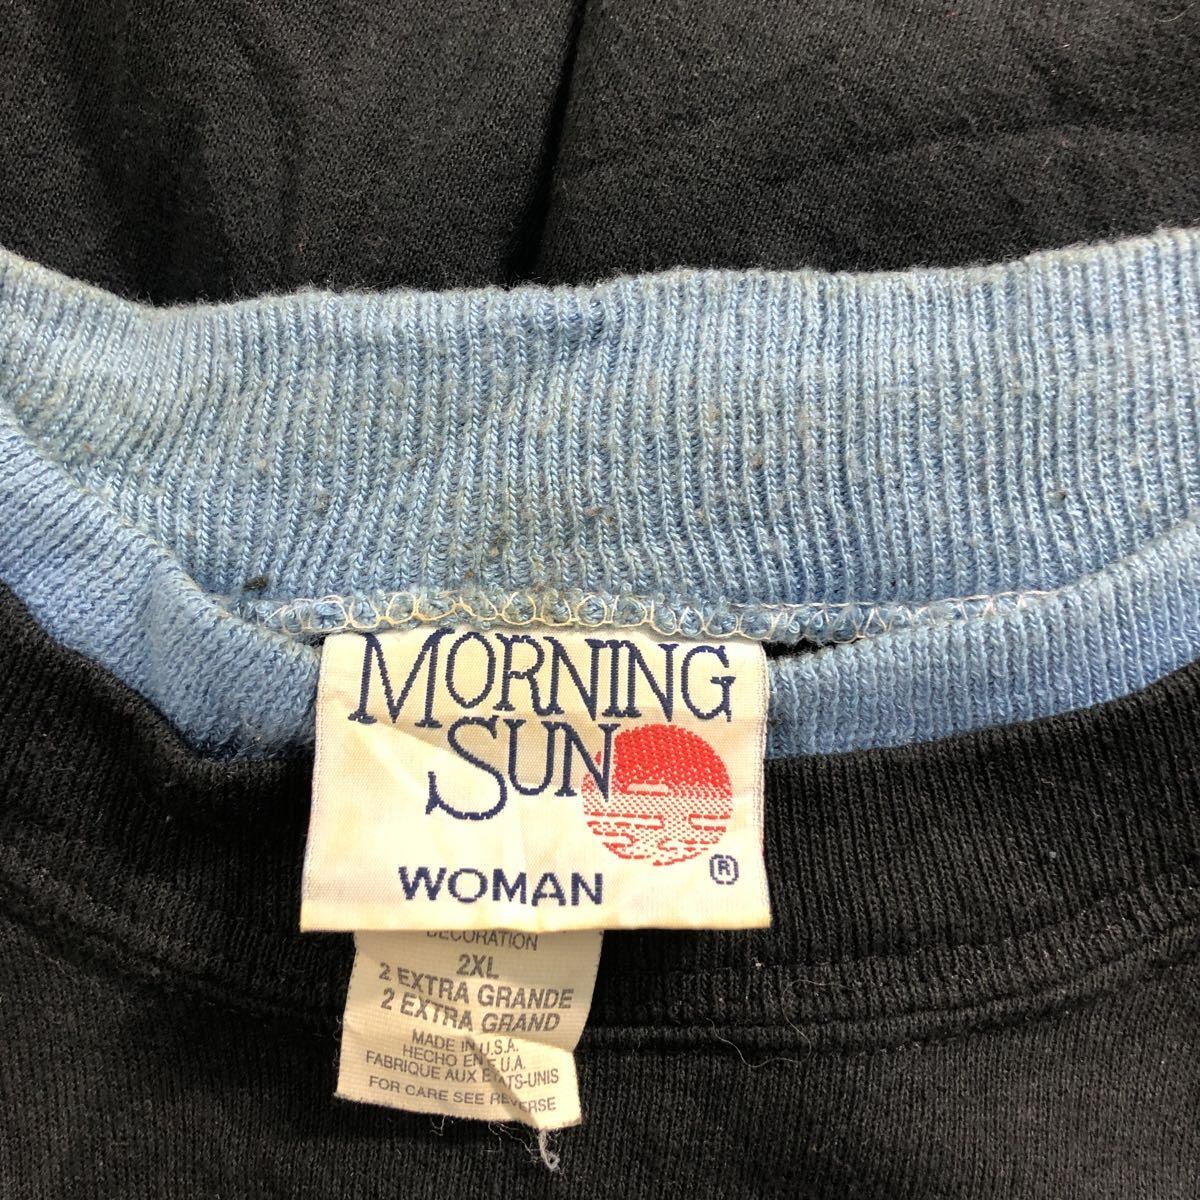 MORNING
SUN
WOMAN
®
DECORATION
2XL
2 EXTRA GRANDE
2 EXTRA GRAND
MADE IN U.S.A.
HECHO EN E.U.A.
FABRIQUE AUX ETATS-UNIS
FOR CARE SEE REVERSE